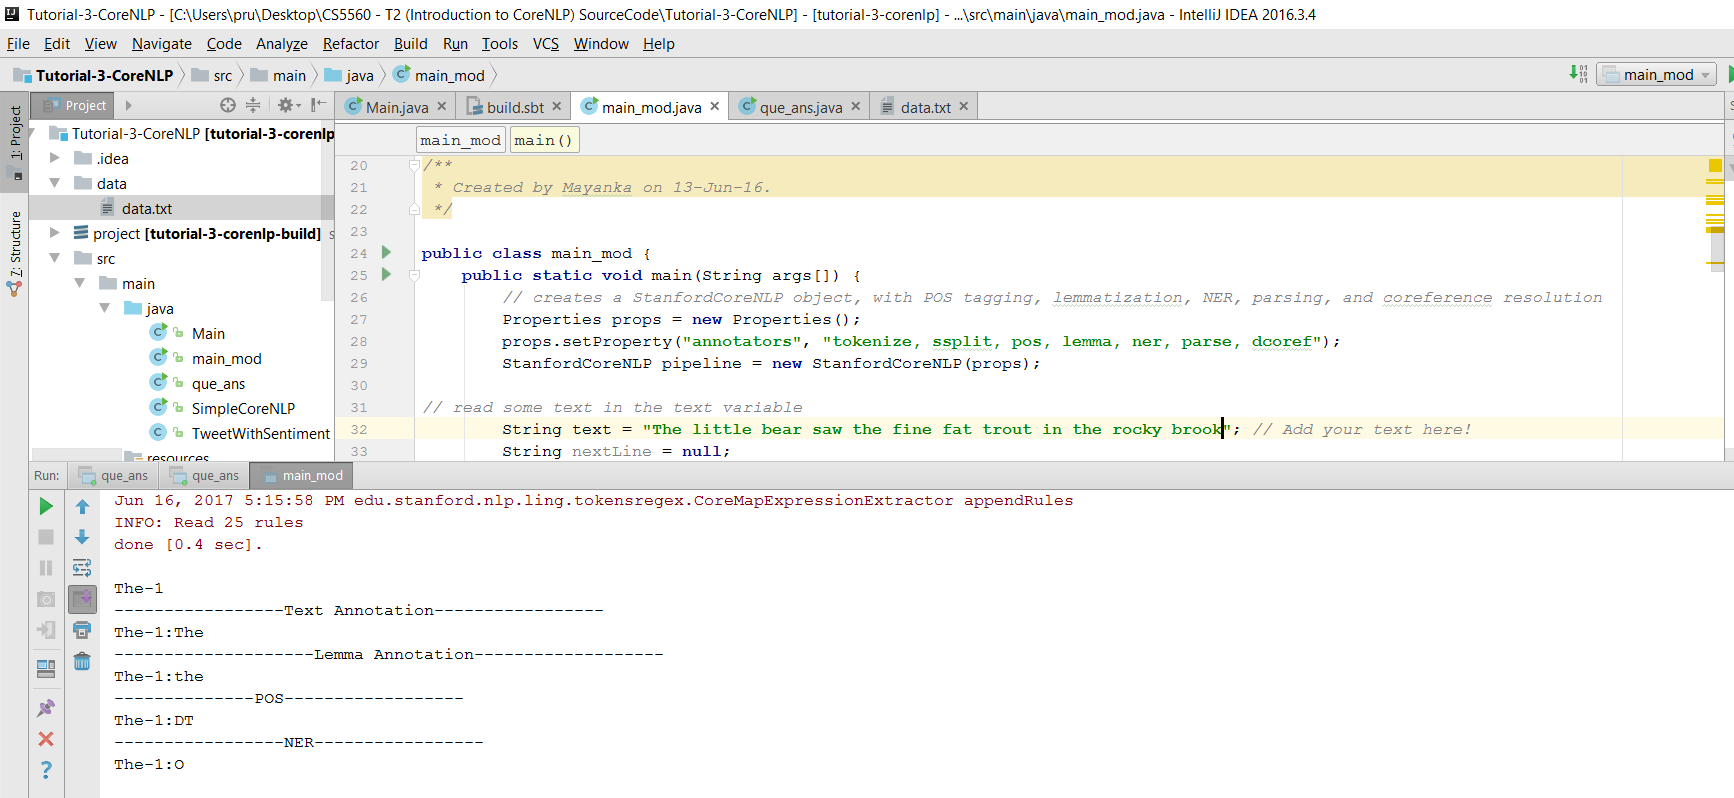 Tutorial-3-CoreNLP - [C:\Users\pru\Desktop\CS5560 - T2 (Introduction to CoreNLP) SourceCode\Tutorial-3-CoreNLP] - [tutorial-3-corenlp] - ...\src\main\java\main_mod.java - IntelliJ IDEA 2016.3.4
File Edit View Navigate Code Analyze Refactor Build Run Tools VCS Window Help
Tutorial-3-CoreNLP src main java main_mod main_mod
1: Project
7: Structure
Project
Tutorial-3-CoreNLP [tutorial-3-corenlp
.idea
data
data.txt
project [tutorial-3-corenlp-build] s
src
main
java
Main
main_mod
que_ans
SimpleCoreNLP
TweetWithSentiment
resources
Main.java build.sbt main_mod.java que_ans.java data.txt
main_mod main()
20 /**
21 * Created by Mayanka on 13-Jun-16.
22 */
23
24 public class main_mod {
25 public static void main(String args[]) {
26 // creates a StanfordCoreNLP object, with POS tagging, lemmatization, NER, parsing, and coreference resolution
27 Properties props = new Properties();
28 props.setProperty("annotators", "tokenize, ssplit, pos, lemma, ner, parse, dcoref");
29 StanfordCoreNLP pipeline = new StanfordCoreNLP(props);
30
31 // read some text in the text variable
32 String text = "The little bear saw the fine fat trout in the rocky brook"; // Add your text here!
33 String nextLine = null;
Run: que_ans que_ans main_mod
Jun 16, 2017 5:15:58 PM edu.stanford.nlp.ling.tokensregex.CoreMapExpressionExtractor appendRules
INFO: Read 25 rules
done [0.4 sec].
The-1
-----------------Text Annotation-----------------
The-1:The
--------------------Lemma Annotation-------------------
The-1:the
--------------POS------------------
The-1:DT
-----------------NER-----------------
The-1:O